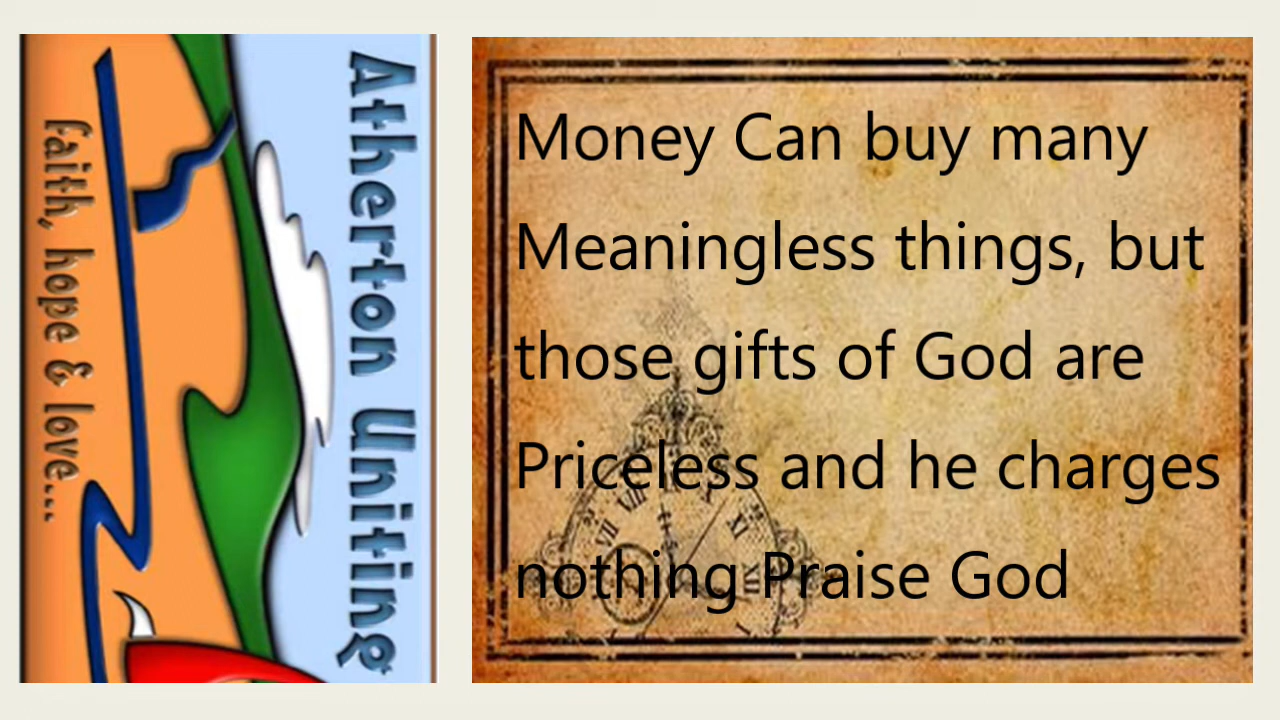 Atherton Uniting
faith, hope & love...
Money Can buy many
Meaningless things, but
those gifts of God are
Priceless and he charges
nothing Praise God